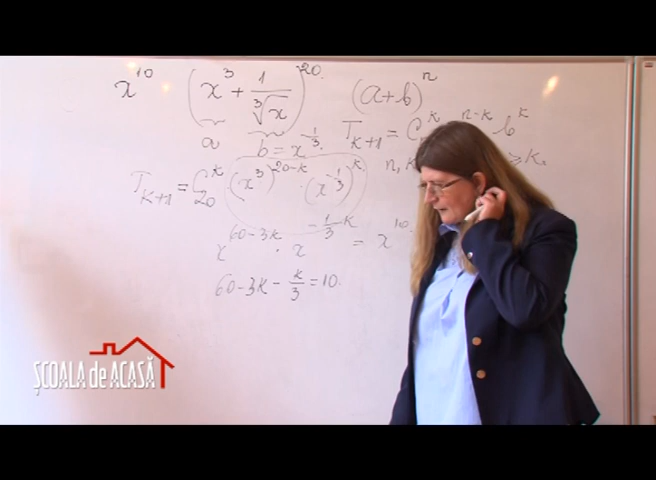 x^10 (x^3 + 1/∛x)^20 (a+b)^n
a b = x^(-1/3) T_(k+1) = C^k n-k b^k
n, k ≥ k.
T_(k+1) = C_20^k (x^3)^(20-k) · (x^(-1/3))^k
x^(60-3k) · x^(-1/3 k) = x^10.
60-3k - k/3 = 10.
ȘCOALA de ACASĂ